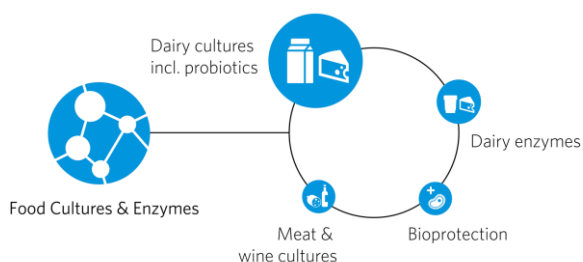 Dairy cultures
incl. probiotics
Dairy enzymes
Food Cultures & Enzymes
Meat &
wine cultures
Bioprotection